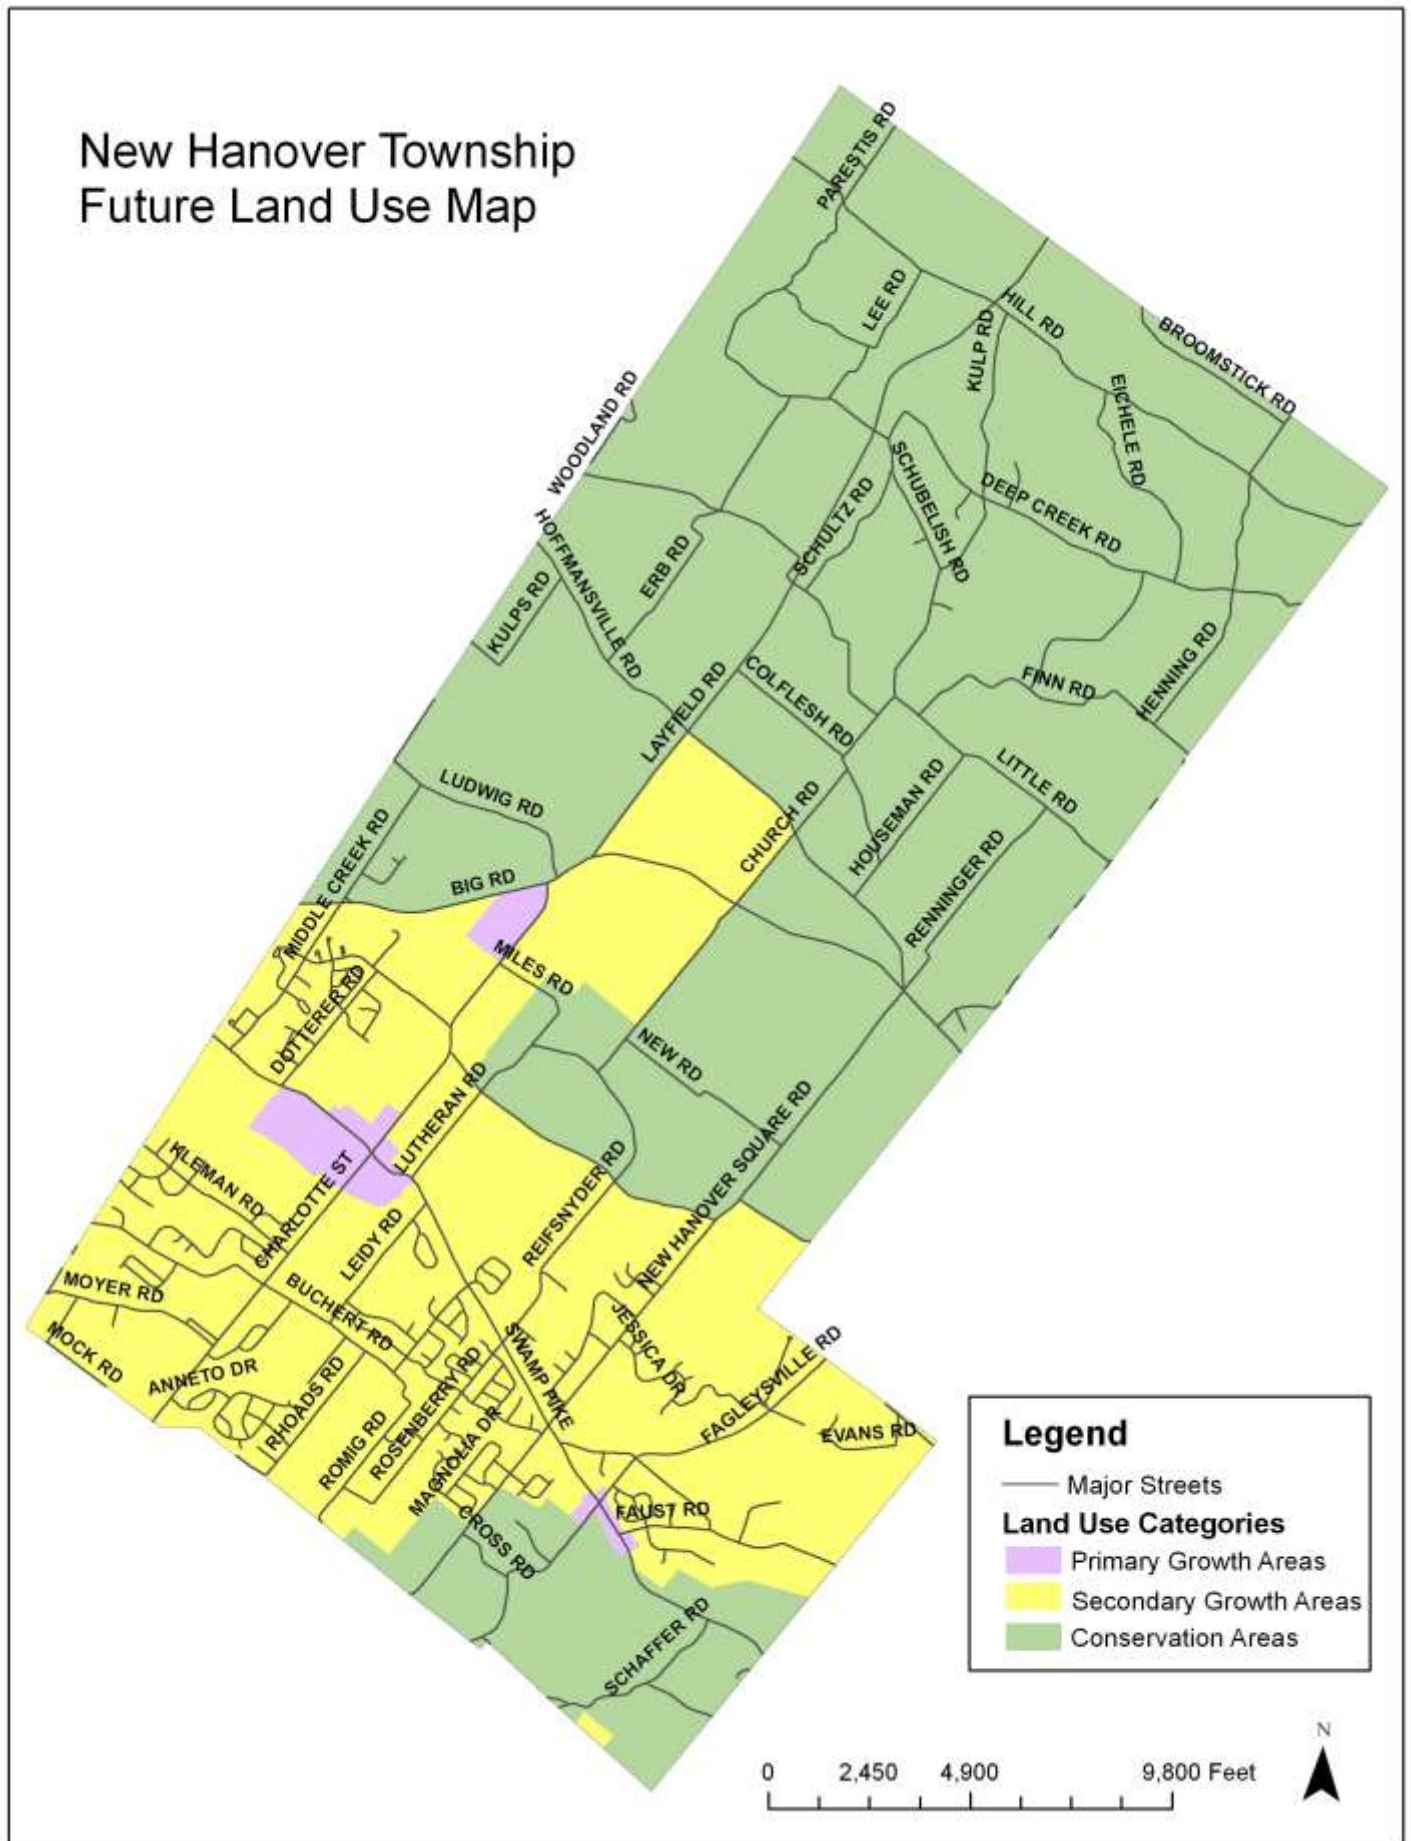 New Hanover Township
Future Land Use Map
PARESTIS RD
LEE RD
HILL RD
KULP RD
BROOMSTICK RD
EICHELE RD
WOODLAND RD
SCHUBELISH RD
DEEP CREEK RD
SCHULTZ RD
HOFFMANSVILLE RD
ERB RD
KULPS RD
FINN RD
HENNING RD
LAYFIELD RD
COLFLESH RD
LITTLE RD
LUDWIG RD
CHURCH RD
HOUSEMAN RD
MIDDLE CREEK RD
RENNINGER RD
BIG RD
MILES RD
DOTTERER RD
NEW RD
LUTHERAN RD
NEW HANOVER SQUARE RD
KLEMAN RD
CHARLOTTE ST
REIFSNYDER RD
LEIDY RD
MOYER RD
BUCHERT RD
JESSICA DR
SWAMP PIKE
MOCK RD
ANNETO DR
RHOADS RD
ROSENBERRY RD
FAGLEYSVILLE RD
EVANS RD
ROMIG RD
MAGNOLIA DR
CROSS RD
FAUST RD
SCHAFFER RD
Legend
Major Streets
Land Use Categories
Primary Growth Areas
Secondary Growth Areas
Conservation Areas
N
0 2,450 4,900 9,800 Feet